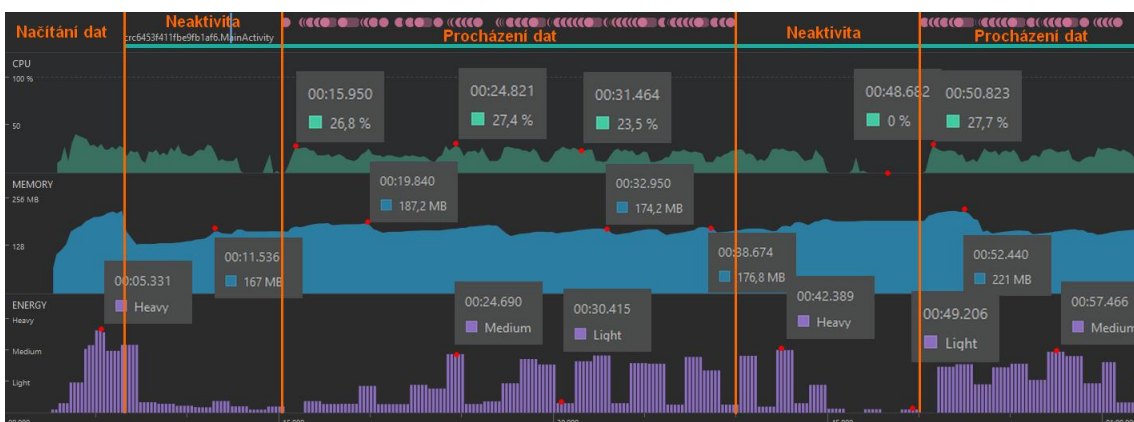 Načítání dat
Neaktivita
crc6453f411fbe9fb1af6.MainActivity
Procházení dat
Neaktivita
Procházení dat
CPU
100 %
50
00:15.950
26,8 %
00:24.821
27,4 %
00:31.464
23,5 %
00:48.682
0 %
00:50.823
27,7 %
MEMORY
256 MB
128
00:19.840
187,2 MB
00:32.950
174,2 MB
00:11.536
167 MB
00:38.674
176,8 MB
00:52.440
221 MB
ENERGY
Heavy
Medium
Light
00:05.331
Heavy
00:24.690
Medium
00:30.415
Light
00:42.389
Heavy
00:49.206
Light
00:57.466
Medium